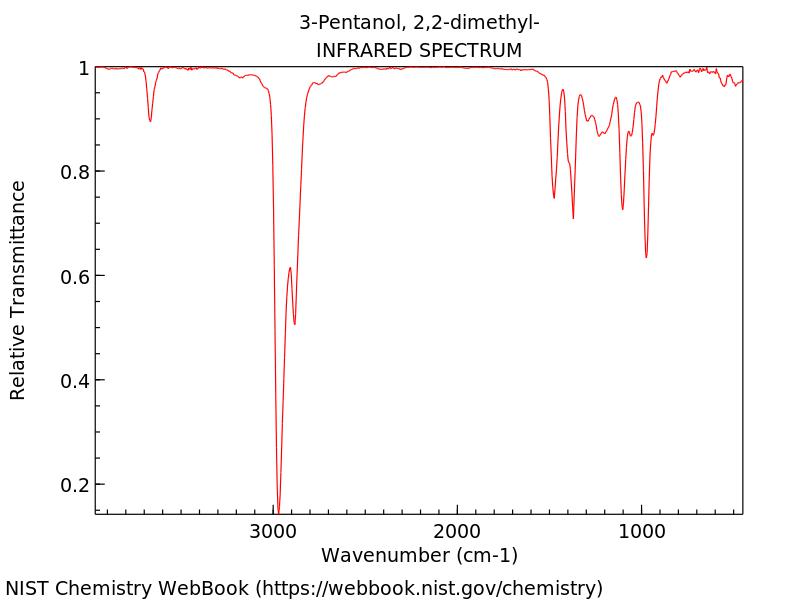 3-Pentanol, 2,2-dimethyl-
INFRARED SPECTRUM
1
0.8
0.6
0.4
0.2
Relative Transmittance
3000 2000 1000
Wavenumber (cm-1)
NIST Chemistry WebBook (https://webbook.nist.gov/chemistry)